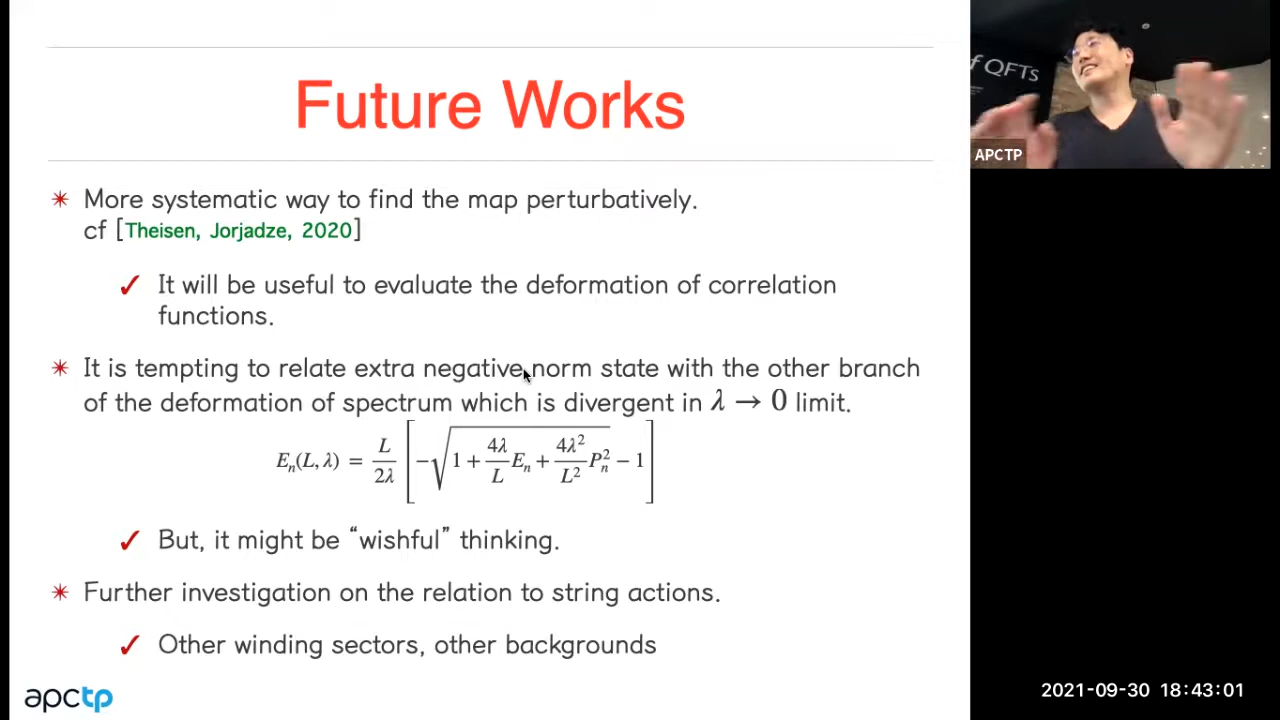 Future Works
f QFTs
APCTP
✴ More systematic way to find the map perturbatively.
cf [Theisen, Jorjadze, 2020]
✓ It will be useful to evaluate the deformation of correlation
functions.
✴ It is tempting to relate extra negative norm state with the other branch
of the deformation of spectrum which is divergent in λ → 0 limit.
Eₙ(L, λ) = L/2λ [ −√(1 + 4λ/L Eₙ + 4λ²/L² Pₙ²) − 1 ]
✓ But, it might be “wishful” thinking.
✴ Further investigation on the relation to string actions.
✓ Other winding sectors, other backgrounds
apctp
2021-09-30 18:43:01